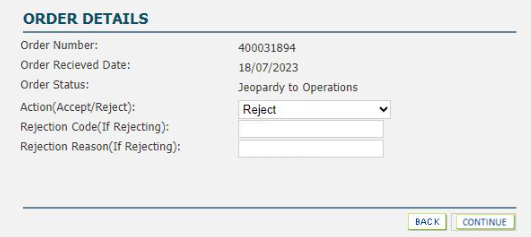 ORDER DETAILS
Order Number: 400031894
Order Recieved Date: 18/07/2023
Order Status: Jeopardy to Operations
Action(Accept/Reject): Reject
Rejection Code(If Rejecting):
Rejection Reason(If Rejecting):
BACK CONTINUE